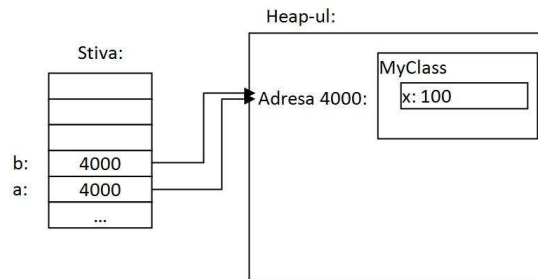 Heap-ul:
Stiva:
MyClass
x: 100
Adresa 4000:
b: 4000
a: 4000
...